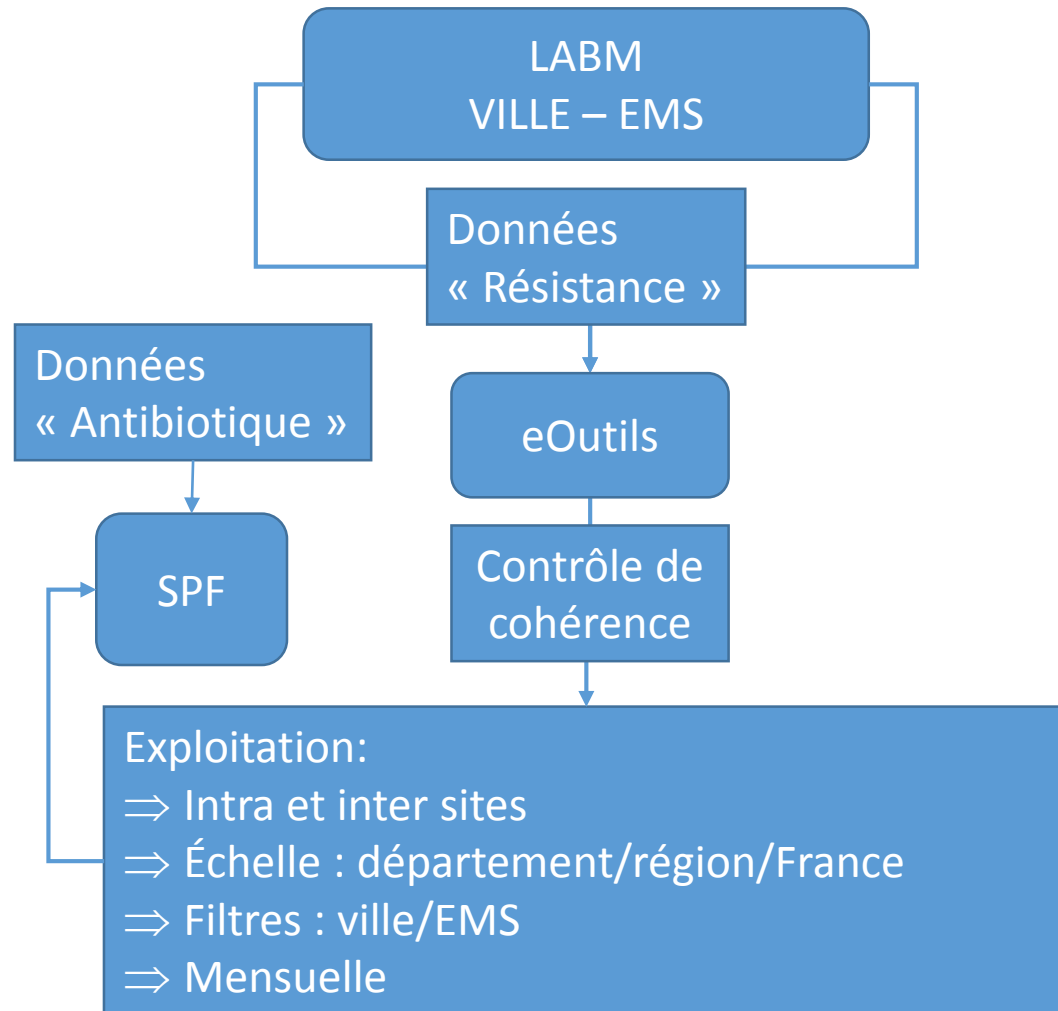 LABM
VILLE – EMS
Données
« Résistance »
Données
« Antibiotique »
eOutils
SPF
Contrôle de
cohérence
Exploitation:
⇒ Intra et inter sites
⇒ Échelle : département/région/France
⇒ Filtres : ville/EMS
⇒ Mensuelle